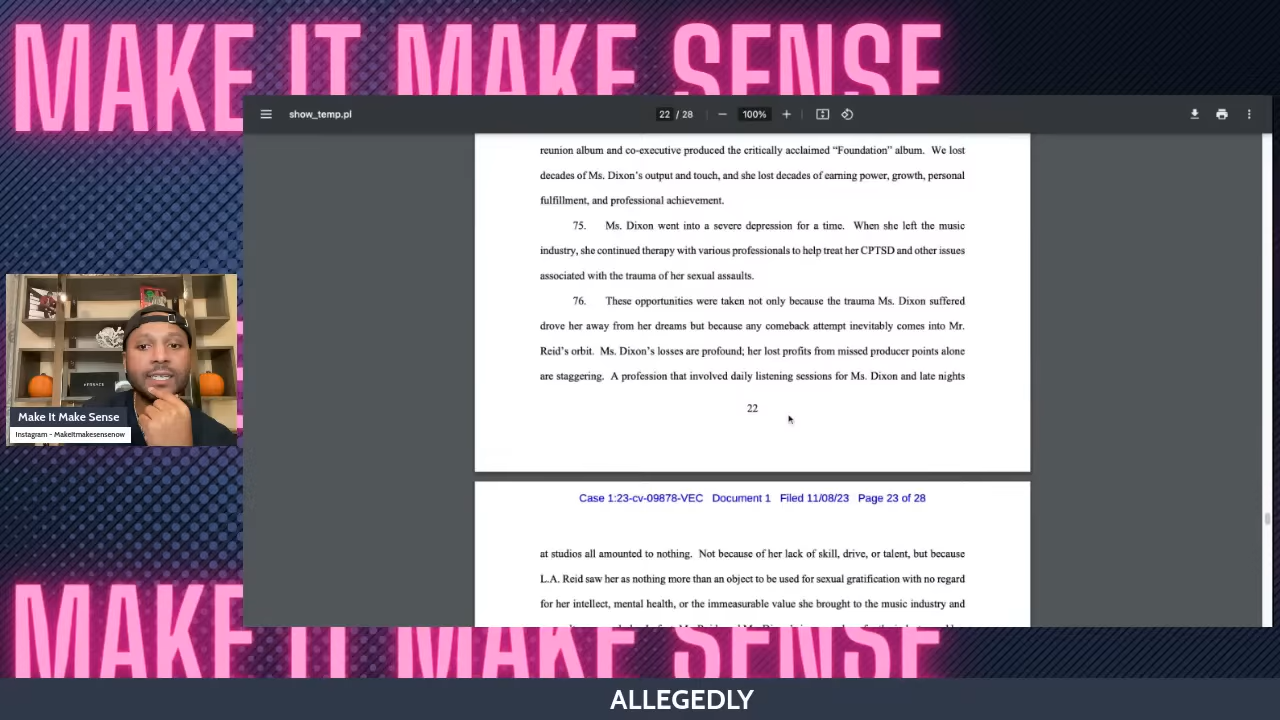 MAKE IT MAKE SENSE
show_temp.pl
22 / 28
100%
reunion album and co-executive produced the critically acclaimed “Foundation” album. We lost
decades of Ms. Dixon’s output and touch, and she lost decades of earning power, growth, personal
fulfillment, and professional achievement.
75. Ms. Dixon went into a severe depression for a time. When she left the music
industry, she continued therapy with various professionals to help treat her CPTSD and other issues
associated with the trauma of her sexual assaults.
76. These opportunities were taken not only because the trauma Ms. Dixon suffered
drove her away from her dreams but because any comeback attempt inevitably comes into Mr.
Reid’s orbit. Ms. Dixon’s losses are profound; her lost profits from missed producer points alone
are staggering. A profession that involved daily listening sessions for Ms. Dixon and late nights
22
Case 1:23-cv-09878-VEC Document 1 Filed 11/08/23 Page 23 of 28
at studios all amounted to nothing. Not because of her lack of skill, drive, or talent, but because
L.A. Reid saw her as nothing more than an object to be used for sexual gratification with no regard
for her intellect, mental health, or the immeasurable value she brought to the music industry and
Make It Make Sense
Instagram - MakeItmakesensenow
MAKE IT MAKE SENSE
ALLEGEDLY